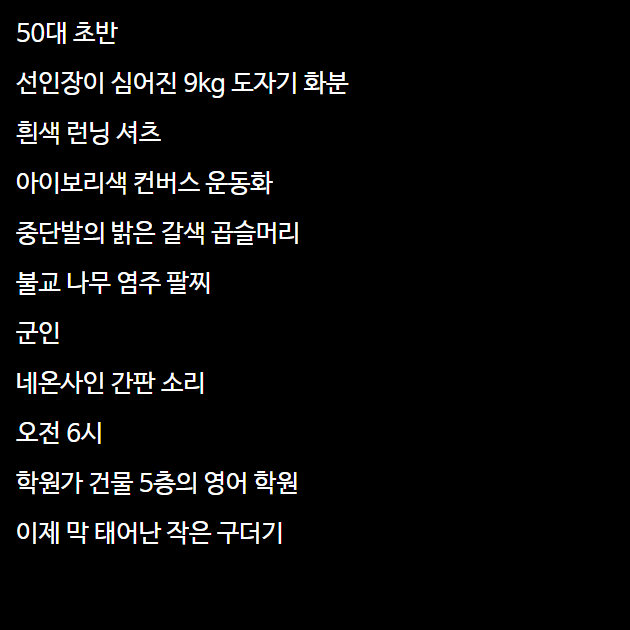 50대 초반
선인장이 심어진 9kg 도자기 화분
흰색 런닝 셔츠
아이보리색 컨버스 운동화
중단발의 밝은 갈색 곱슬머리
불교 나무 염주 팔찌
군인
네온사인 간판 소리
오전 6시
학원가 건물 5층의 영어 학원
이제 막 태어난 작은 구더기